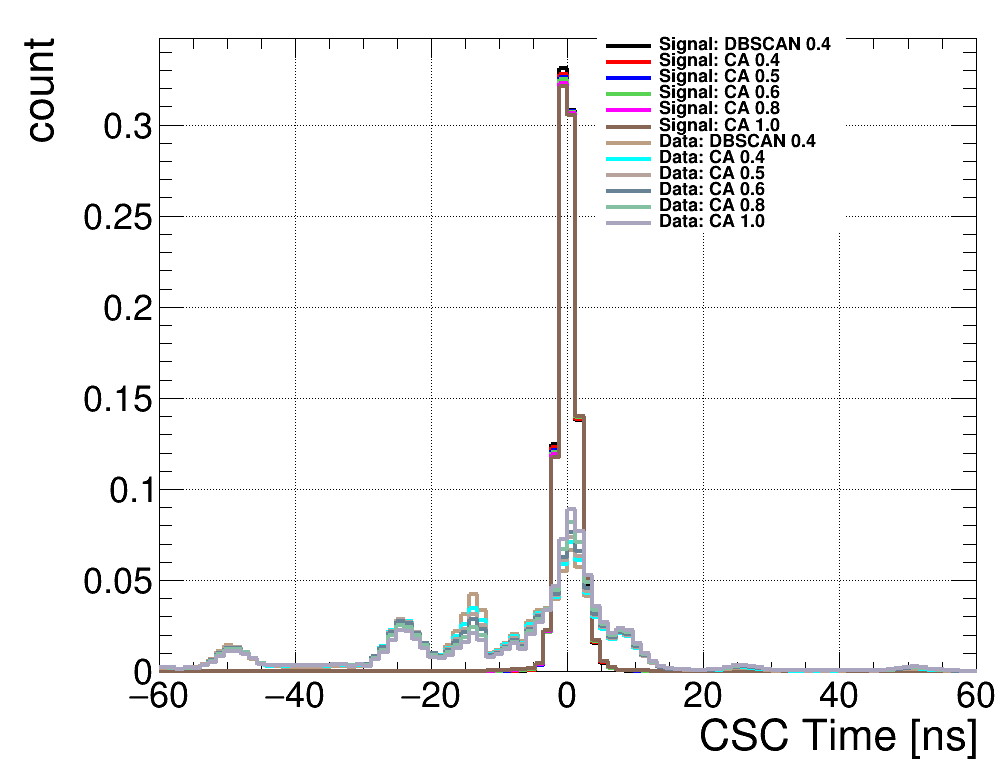 count
Signal: DBSCAN 0.4
Signal: CA 0.4
Signal: CA 0.5
Signal: CA 0.6
Signal: CA 0.8
Signal: CA 1.0
Data: DBSCAN 0.4
Data: CA 0.4
Data: CA 0.5
Data: CA 0.6
Data: CA 0.8
Data: CA 1.0
0.3
0.25
0.2
0.15
0.1
0.05
0
−60 −40 −20 0 20 40 60
CSC Time [ns]